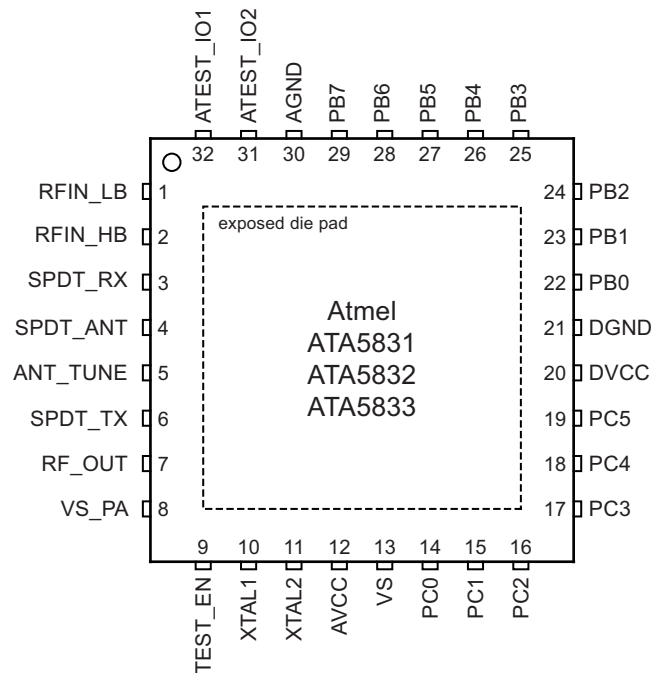 ATEST_IO1
ATEST_IO2
AGND
PB7
PB6
PB5
PB4
PB3
32 31 30 29 28 27 26 25
RFIN_LB 1
RFIN_HB 2
SPDT_RX 3
SPDT_ANT 4
ANT_TUNE 5
SPDT_TX 6
RF_OUT 7
VS_PA 8
exposed die pad
Atmel
ATA5831
ATA5832
ATA5833
24 PB2
23 PB1
22 PB0
21 DGND
20 DVCC
19 PC5
18 PC4
17 PC3
9 10 11 12 13 14 15 16
TEST_EN
XTAL1
XTAL2
AVCC
VS
PC0
PC1
PC2